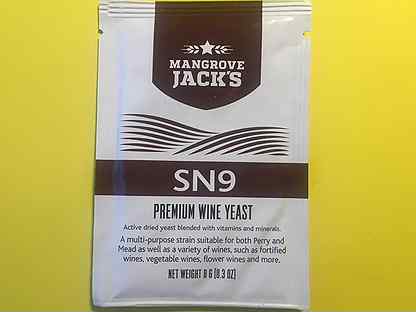 MANGROVE
JACK'S
SN9
PREMIUM WINE YEAST
Active dried yeast blended with vitamins and minerals.
A multi-purpose strain suitable for both Perry and
Mead as well as a variety of wines, such as fortified
wines, vegetable wines, flower wines and more.
NET WEIGHT 8 G (0.3 OZ)